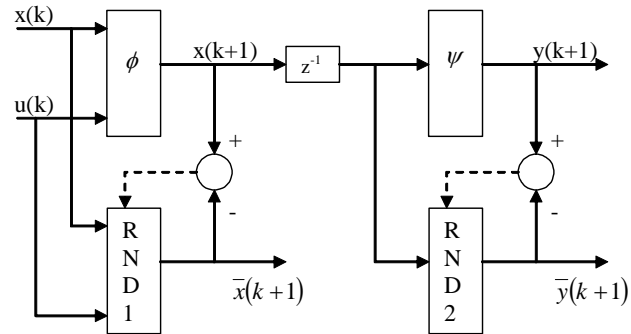 x(k)
ϕ
x(k+1)
z⁻¹
ψ
y(k+1)
u(k)
+
+
-
-
R
N
D
1
R
N
D
2
x̅(k+1)
y̅(k+1)